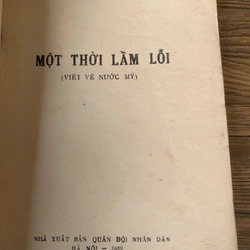 MỘT THỜI LẦM LỖI
(VIẾT VỀ NƯỚC MỸ)
NHÀ XUẤT BẢN QUÂN ĐỘI NHÂN DÂN
HÀ NỘI –